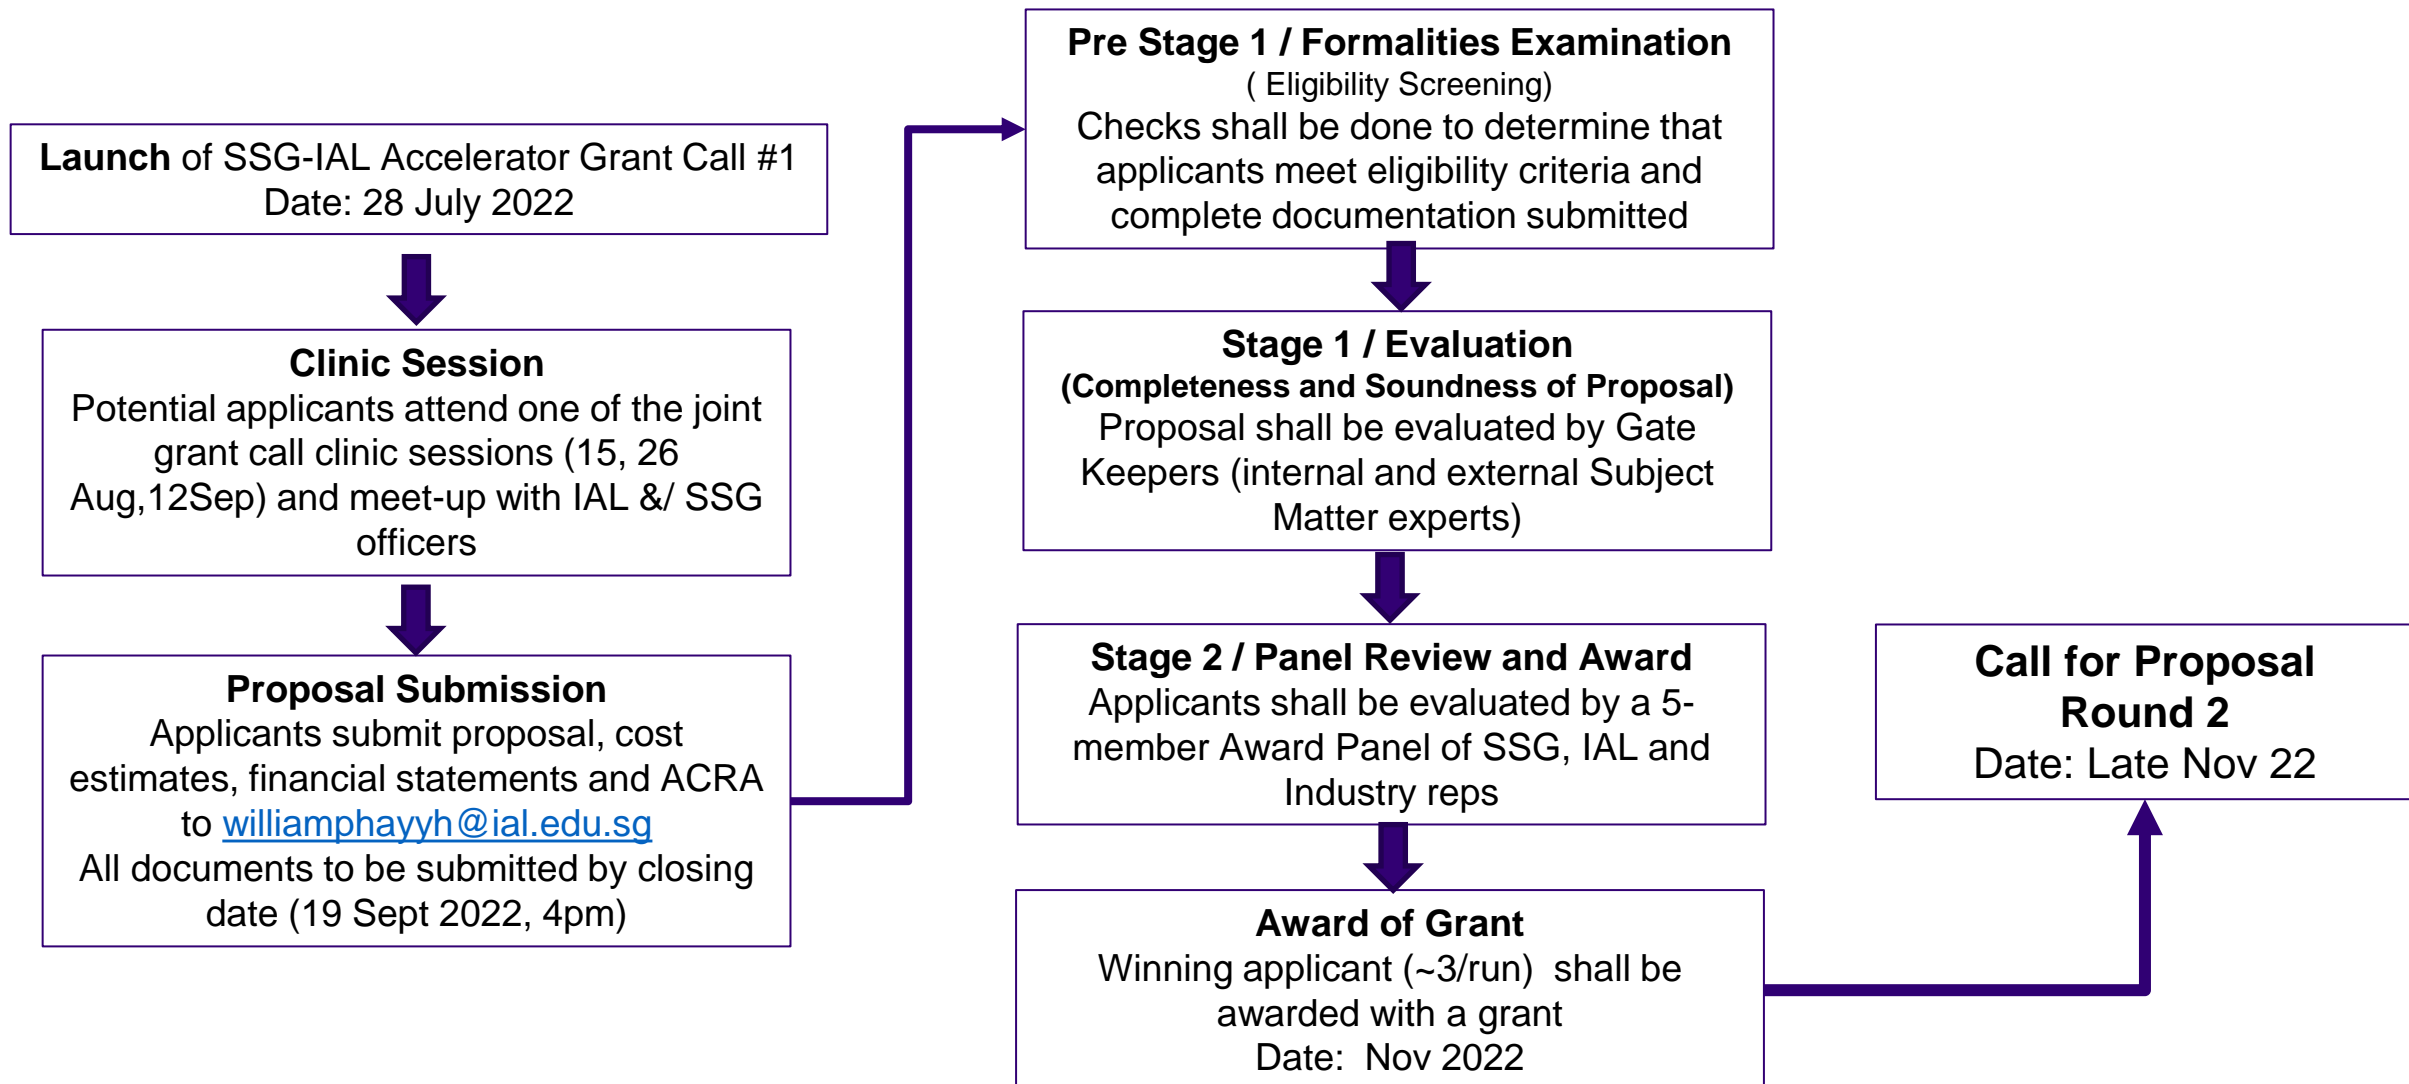 Launch of SSG-IAL Accelerator Grant Call #1
Date: 28 July 2022
Clinic Session
Potential applicants attend one of the joint
grant call clinic sessions (15, 26
Aug,12Sep) and meet-up with IAL &/ SSG
officers
Proposal Submission
Applicants submit proposal, cost
estimates, financial statements and ACRA
to williamphayyh@ial.edu.sg
All documents to be submitted by closing
date (19 Sept 2022, 4pm)
Pre Stage 1 / Formalities Examination
( Eligibility Screening)
Checks shall be done to determine that
applicants meet eligibility criteria and
complete documentation submitted
Stage 1 / Evaluation
(Completeness and Soundness of Proposal)
Proposal shall be evaluated by Gate
Keepers (internal and external Subject
Matter experts)
Stage 2 / Panel Review and Award
Applicants shall be evaluated by a 5-
member Award Panel of SSG, IAL and
Industry reps
Award of Grant
Winning applicant (~3/run)  shall be
awarded with a grant
Date:  Nov 2022
Call for Proposal
Round 2
Date: Late Nov 22